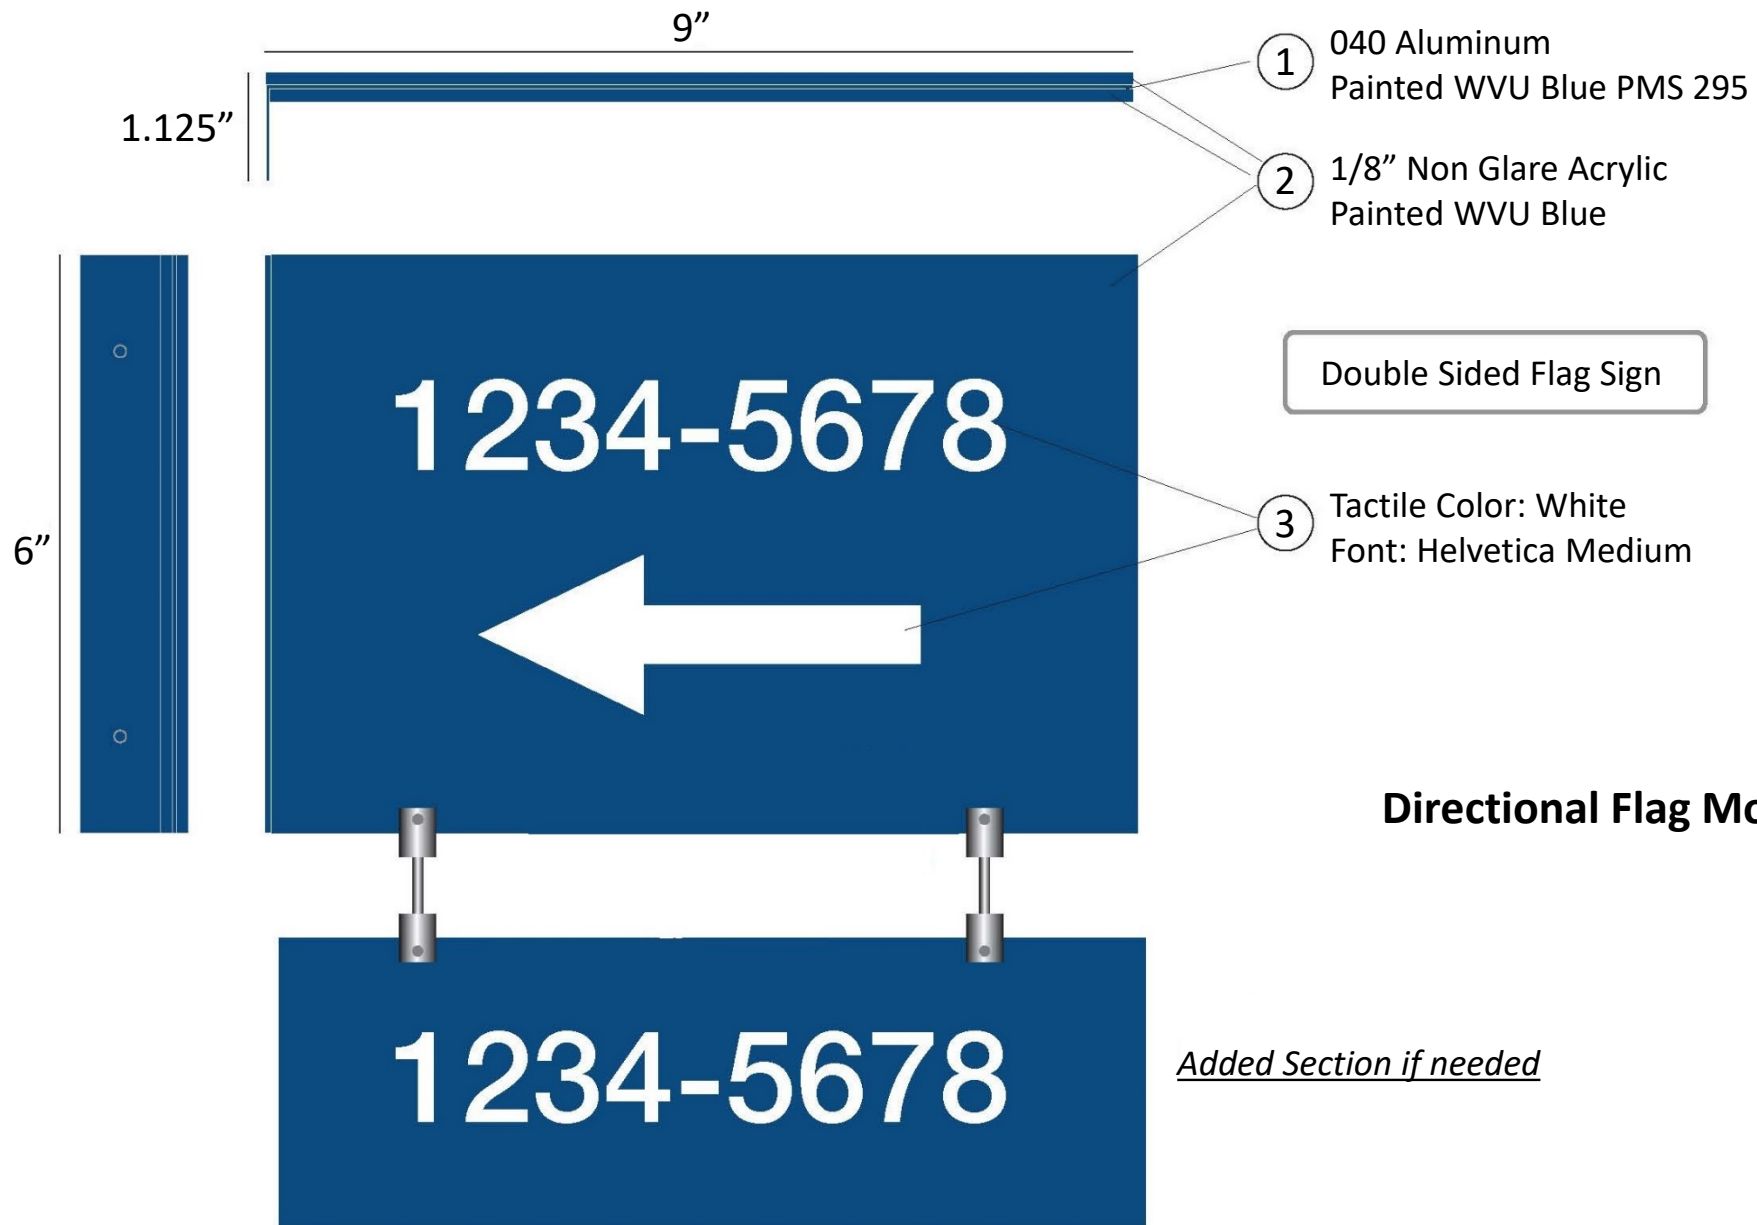 9”
1
040 Aluminum
Painted WVU Blue PMS 295
1.125”
2
1/8” Non Glare Acrylic
Painted WVU Blue
Double Sided Flag Sign
1234-5678
3
Tactile Color: White
Font: Helvetica Medium
6”
Directional Flag
1234-5678
Added Section if needed